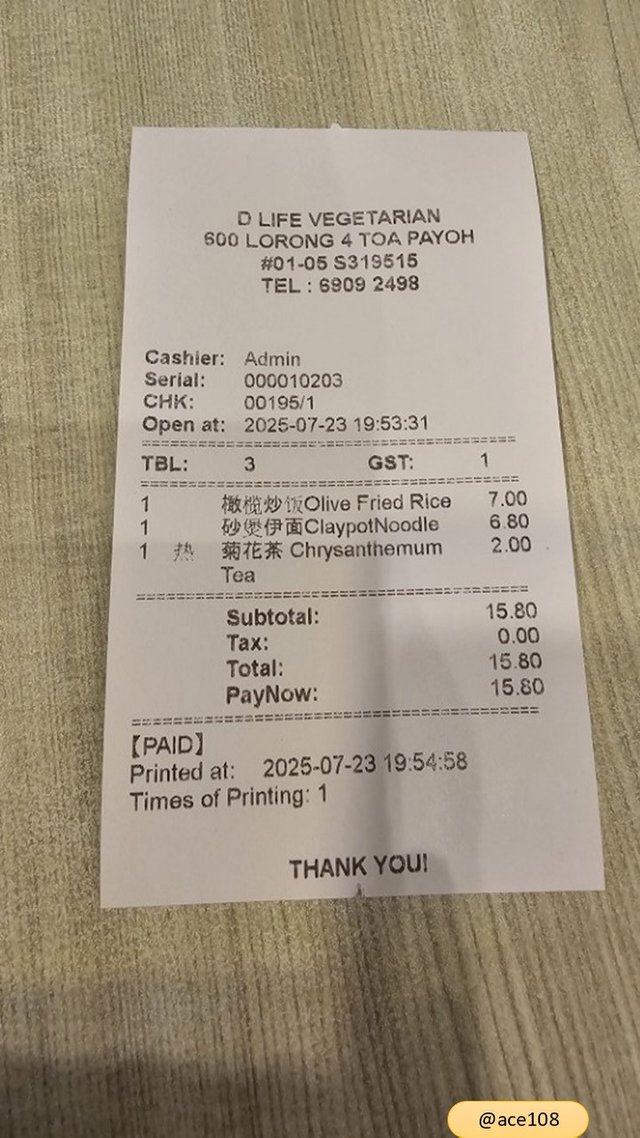 D LIFE VEGETARIAN
600 LORONG 4 TOA PAYOH
#01-05 S319515
TEL : 6909 2498
Cashier: Admin
Serial: 000010203
CHK: 00195/1
Open at: 2025-07-23 19:53:31
TBL: 3 GST: 1
1 橄榄炒饭Olive Fried Rice 7.00
1 砂煲伊面ClaypotNoodle 6.80
1 热 菊花茶 Chrysanthemum 2.00
Tea
Subtotal: 15.80
Tax: 0.00
Total: 15.80
PayNow: 15.80
【PAID】
Printed at: 2025-07-23 19:54:58
Times of Printing: 1
THANK YOU!
@ace108